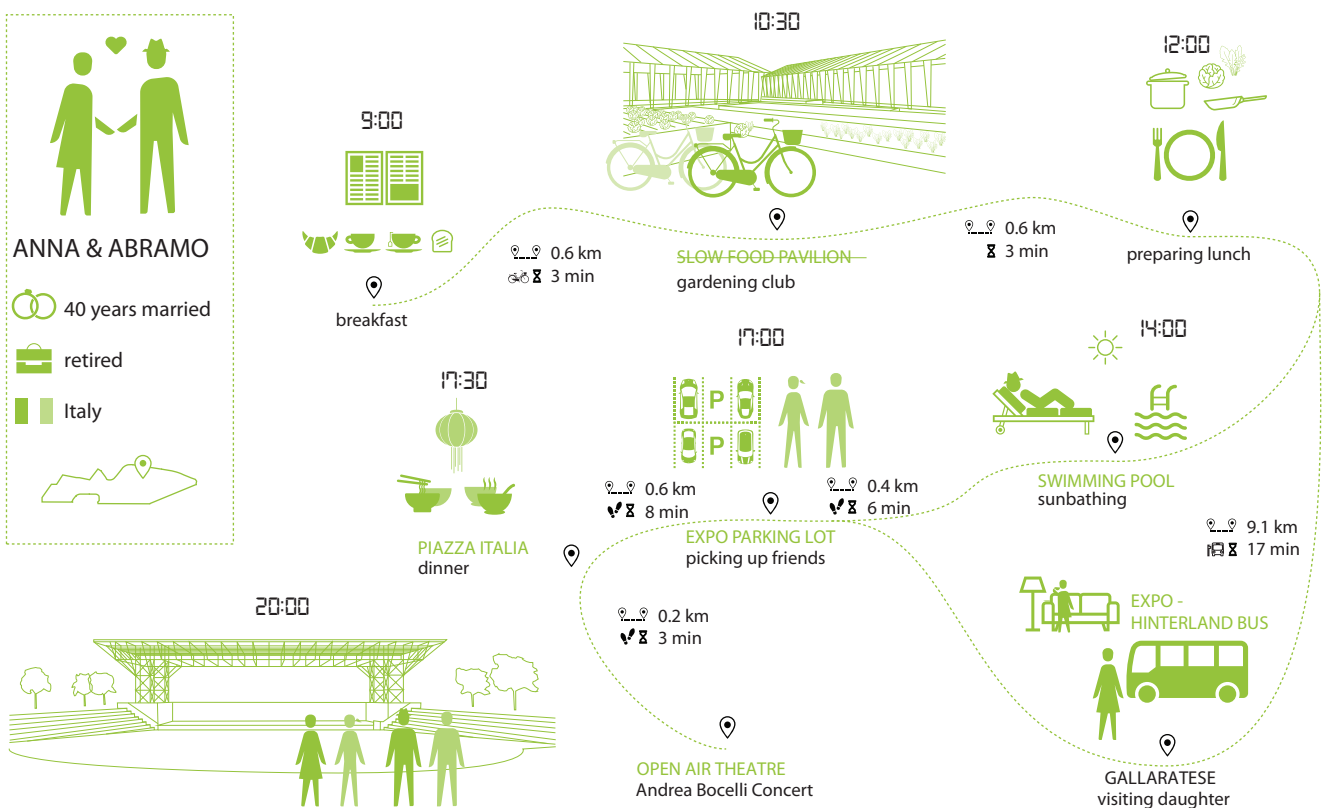 ANNA & ABRAMO
40 years married
retired
Italy
9:00
breakfast
0.6 km
3 min
10:30
SLOW FOOD PAVILION
gardening club
0.6 km
3 min
12:00
preparing lunch
14:00
SWIMMING POOL
sunbathing
9.1 km
17 min
EXPO -
HINTERLAND BUS
GALLARATESE
visiting daughter
0.4 km
6 min
17:00
P
P
EXPO PARKING LOT
picking up friends
0.6 km
8 min
17:30
PIAZZA ITALIA
dinner
0.2 km
3 min
20:00
OPEN AIR THEATRE
Andrea Bocelli Concert